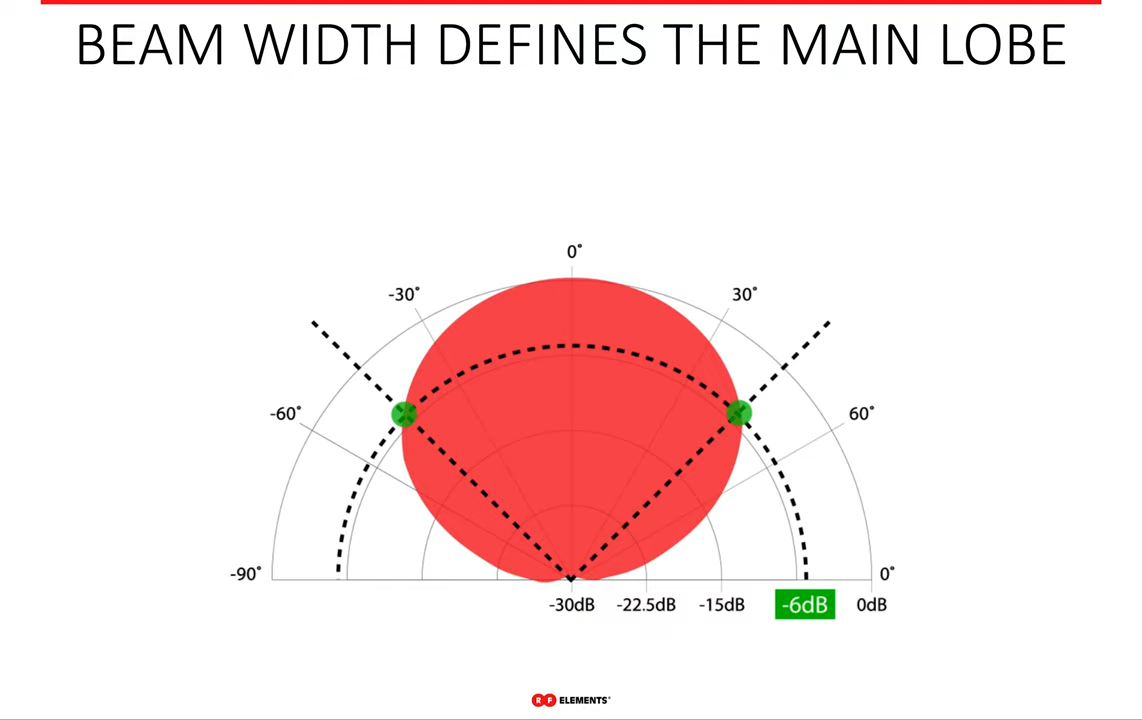 BEAM WIDTH DEFINES THE MAIN LOBE
0°
-30°
30°
-60°
60°
-90°
0°
-30dB
-22.5dB
-15dB
-6dB
0dB
RF ELEMENTS®